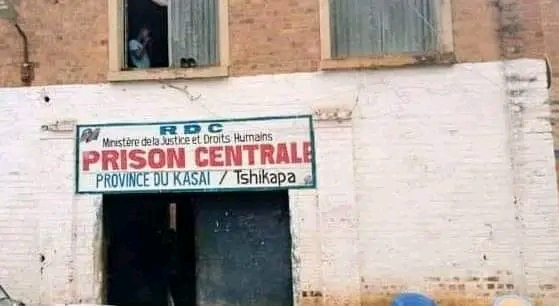 RDC
Ministère de la Justice et Droits Humains
PRISON CENTRALE
PROVINCE DU KASAI / Tshikapa